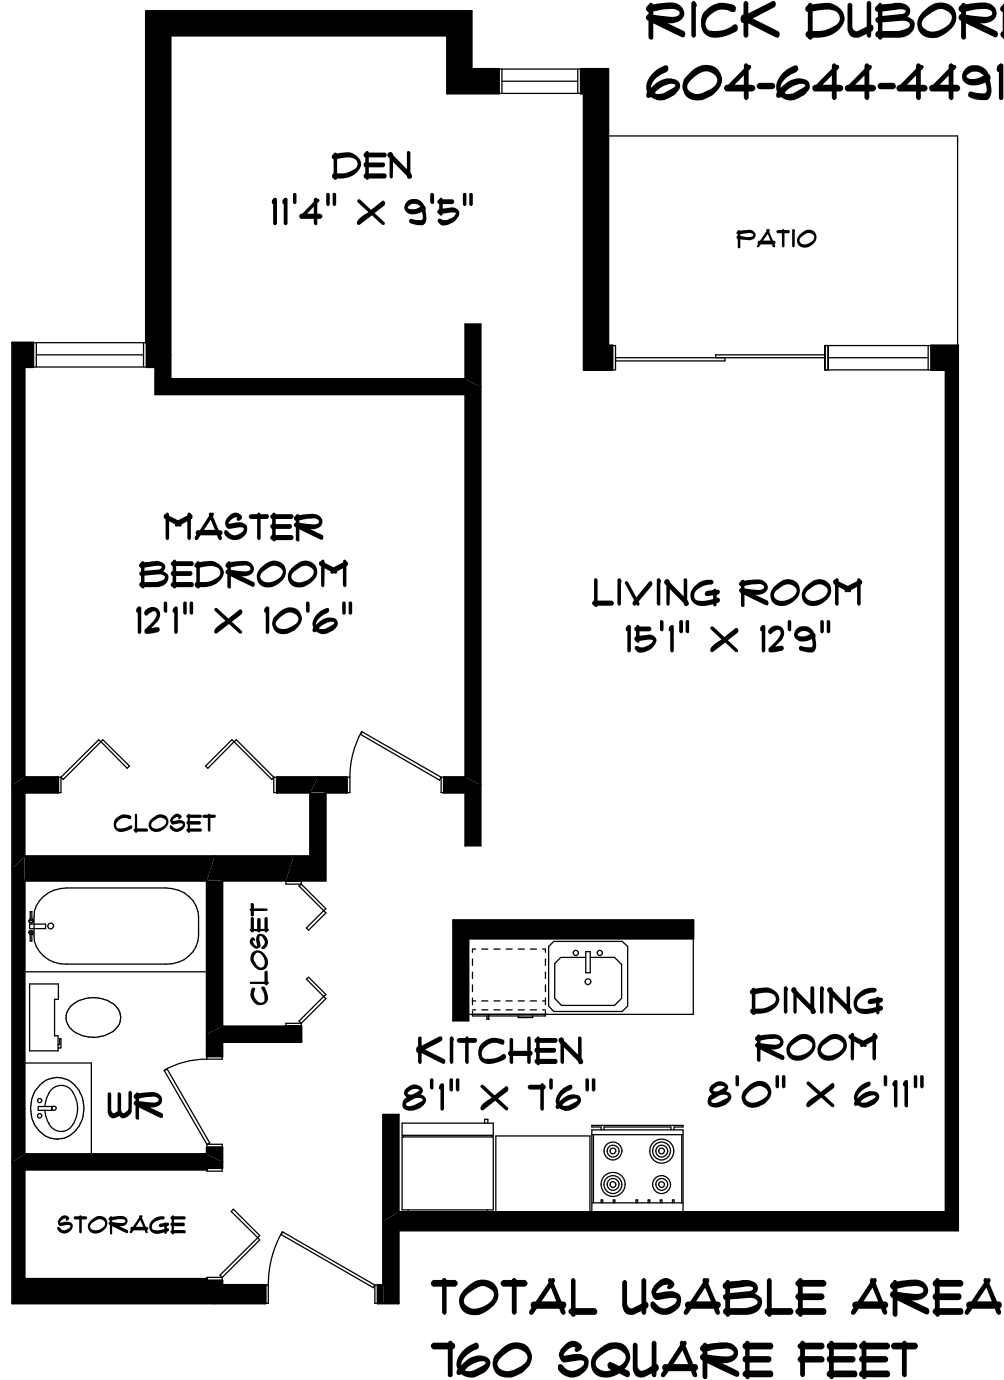 RICK
604-644-4491
DEN
11'4" X 9'5"
PATIO
MASTER
BEDROOM
12'1" X 10'6"
LIVING ROOM
15'1" X 12'9"
CLOSET
CLOSET
DINING
ROOM
8'0" X 6'11"
KITCHEN
8'1" X 7'6"
WR
STORAGE
TOTAL USABLE AREA
760 SQUARE FEET